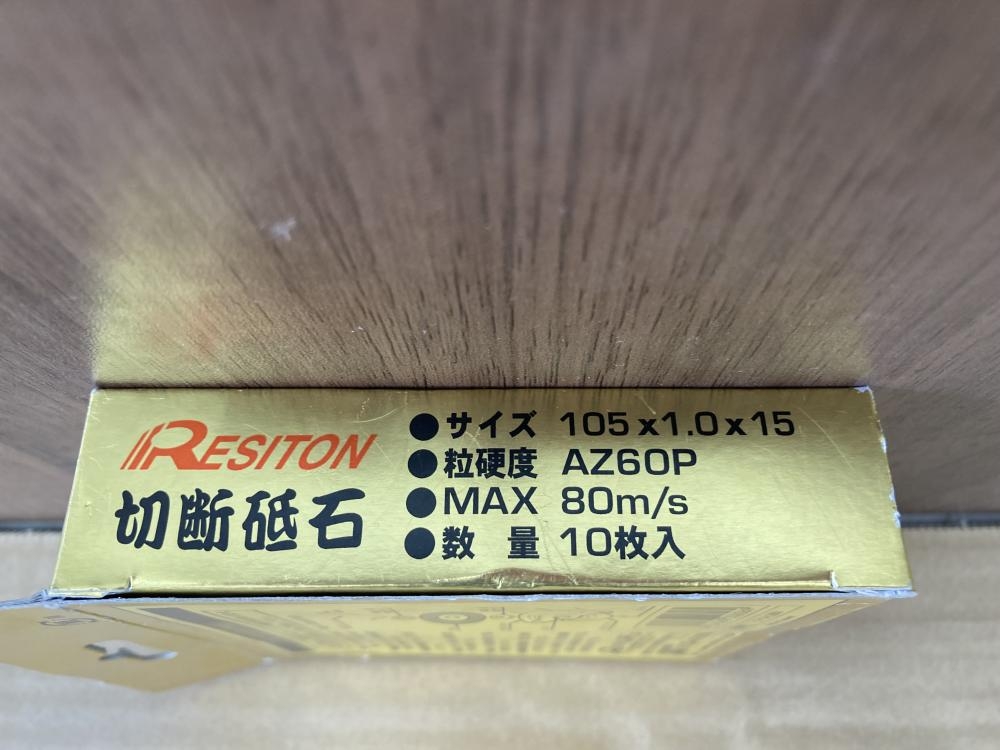 RESITON
切断砥石
●サイズ 105x1.0x15
●粒硬度 AZ60P
●MAX 80m/s
●数 量 10枚入